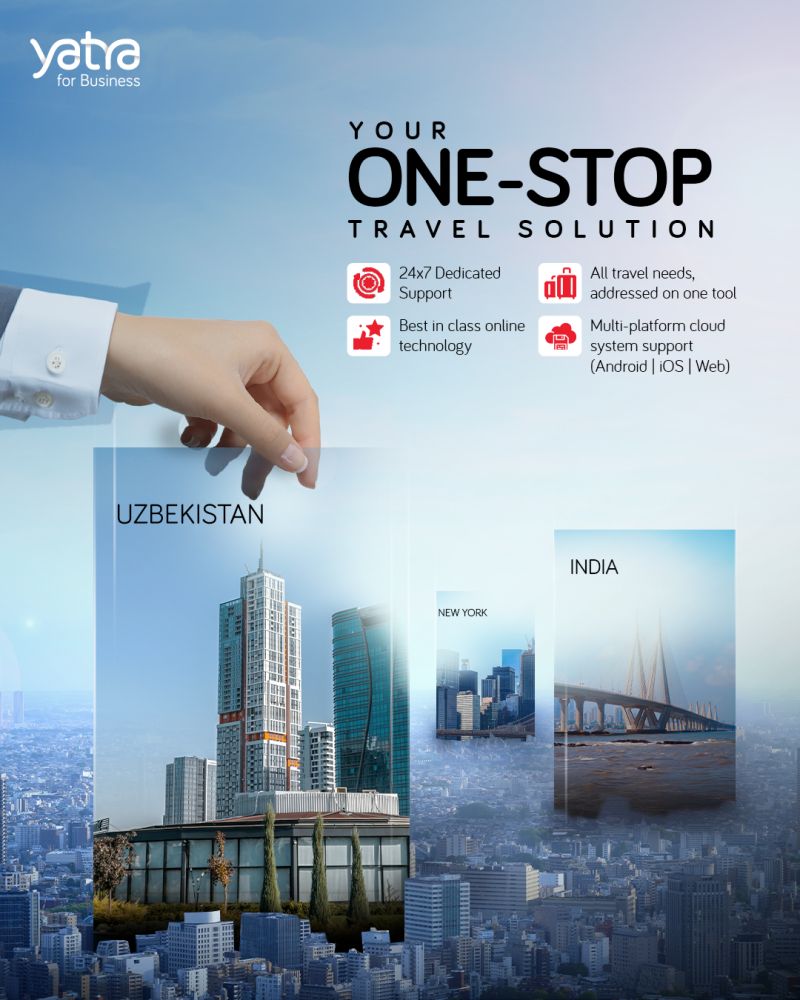 yatra
for Business
YOUR
ONE-STOP
TRAVEL SOLUTION
24x7 Dedicated
Support
All travel needs,
addressed on one tool
Best in class online
technology
Multi-platform cloud
system support
(Android | iOS | Web)
UZBEKISTAN
NEW YORK
INDIA